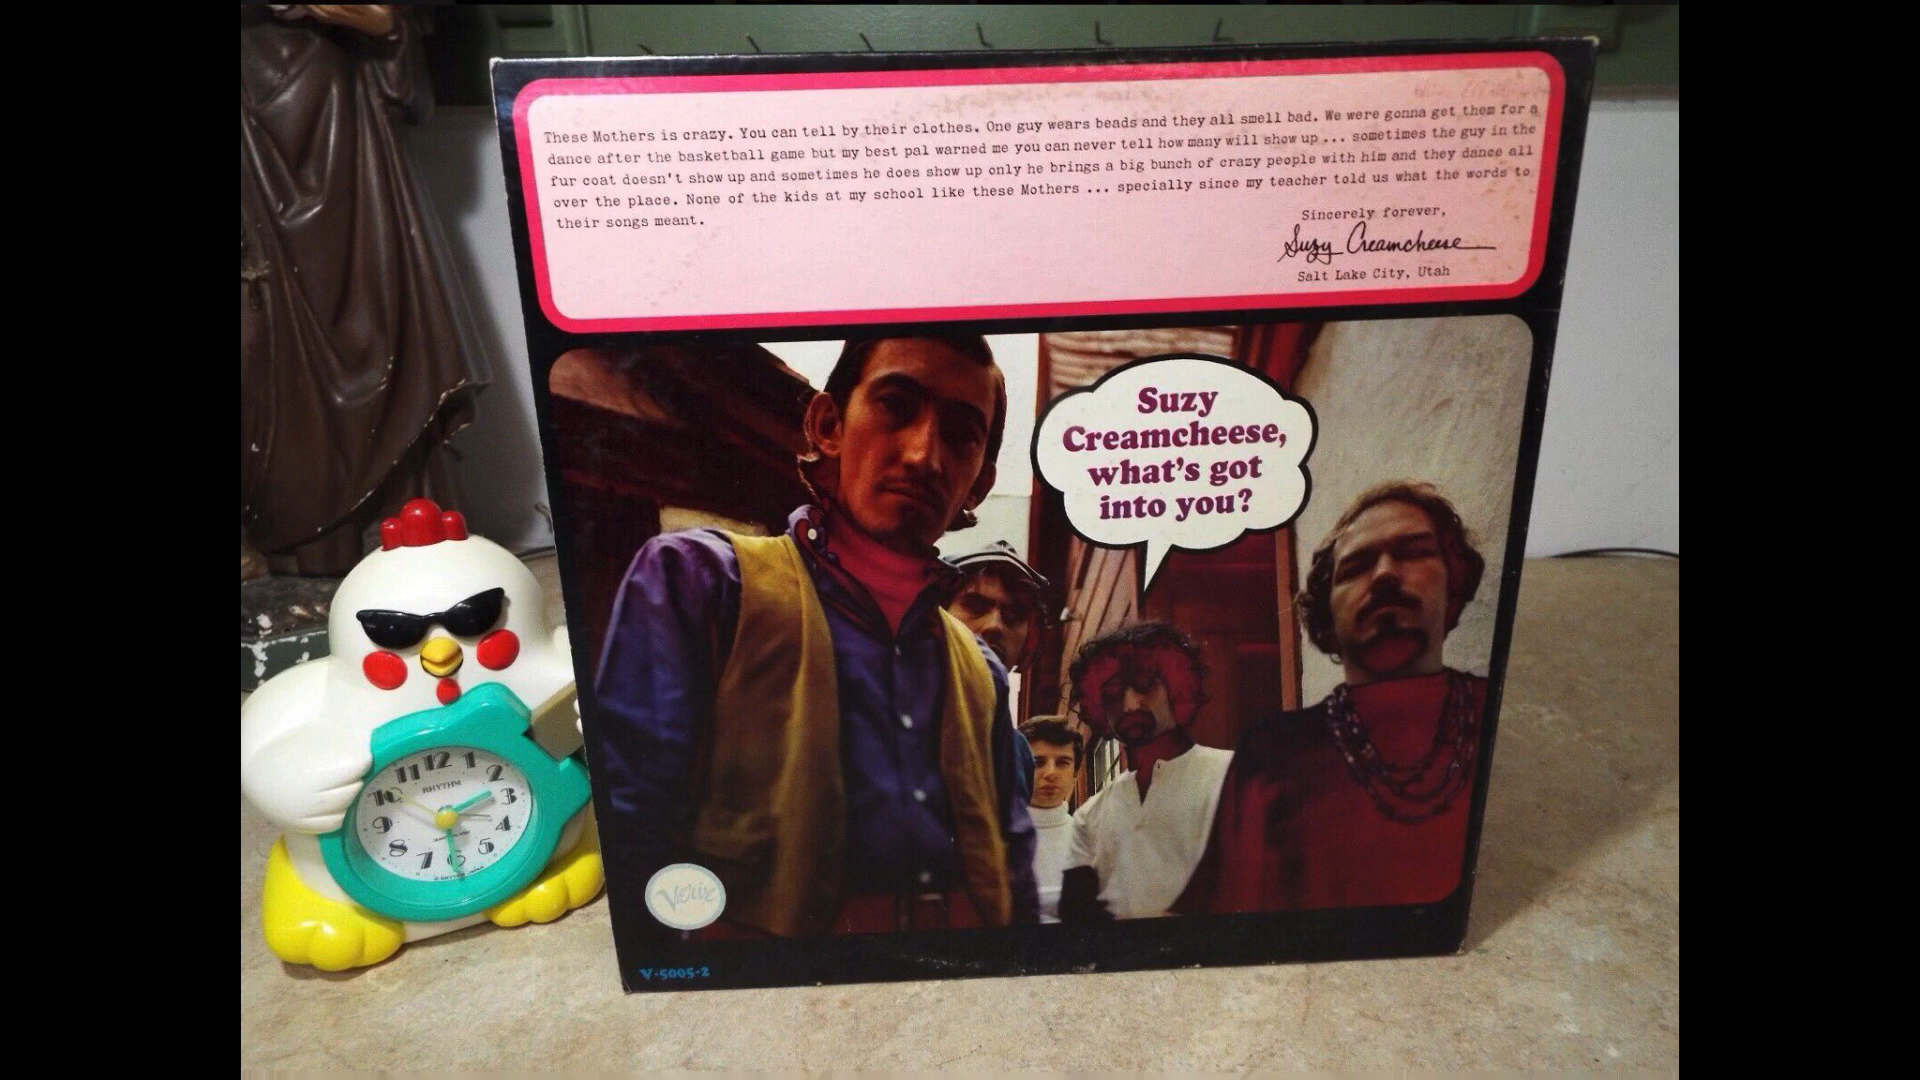 These Mothers is crazy. You can tell by their clothes. One guy wears beads and they all smell bad. We were gonna get them for a
dance after the basketball game but my best pal warned me you can never tell how many will show up ... sometimes the guy in the
fur coat doesn't show up and sometimes he does show up only he brings a big bunch of crazy people with him and they dance all
over the place. None of the kids at my school like these Mothers ... specially since my teacher told us what the words to
their songs meant.
Sincerely forever,
Suzy Creamcheese
Salt Lake City, Utah
Suzy
Creamcheese,
what's got
into you?
Verve
V-5005-2
11 12 1
10 2
RHYTHM
3
9
4
8
7 6 5